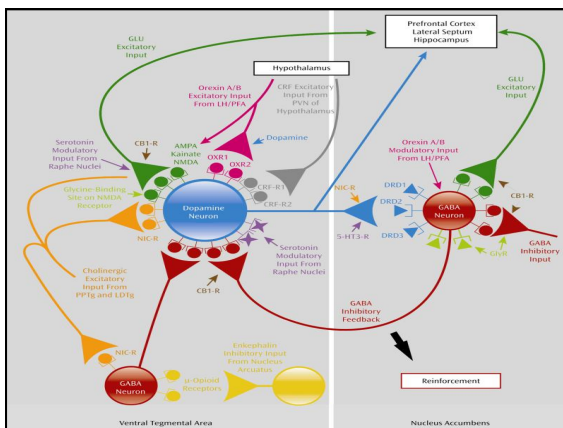 Prefrontal Cortex
Lateral Septum
Hippocampus
GLU
Excitatory
Input
Hypothalamus
Orexin A/B
Excitatory Input
From LH/PFA
CRF Excitatory
Input From
PVN of
Hypothalamus
GLU
Excitatory
Input
CB1-R
AMPA
Kainate
NMDA
OXR1
OXR2
Dopamine
Orexin A/B
Modulatory Input
From LH/PFA
Serotonin
Modulatory
Input From
Raphe Nuclei
Glycine-Binding
Site on NMDA
Receptor
CRF-R1
CRF-R2
NIC-R
DRD1
DRD2
DRD3
CB1-R
Dopamine
Neuron
GABA
Neuron
NIC-R
5-HT3-R
GlyR
GABA
Inhibitory
Input
Serotonin
Modulatory
Input From
Raphe Nuclei
Cholinergic
Excitatory
Input From
PPTg and LDTg
CB1-R
GABA
Inhibitory
Feedback
NIC-R
Enkephalin
Inhibitory Input
From Nucleus
Arcuatus
GABA
Neuron
μ-Opioid
Receptors
Reinforcement
Ventral Tegmental Area
Nucleus Accumbens